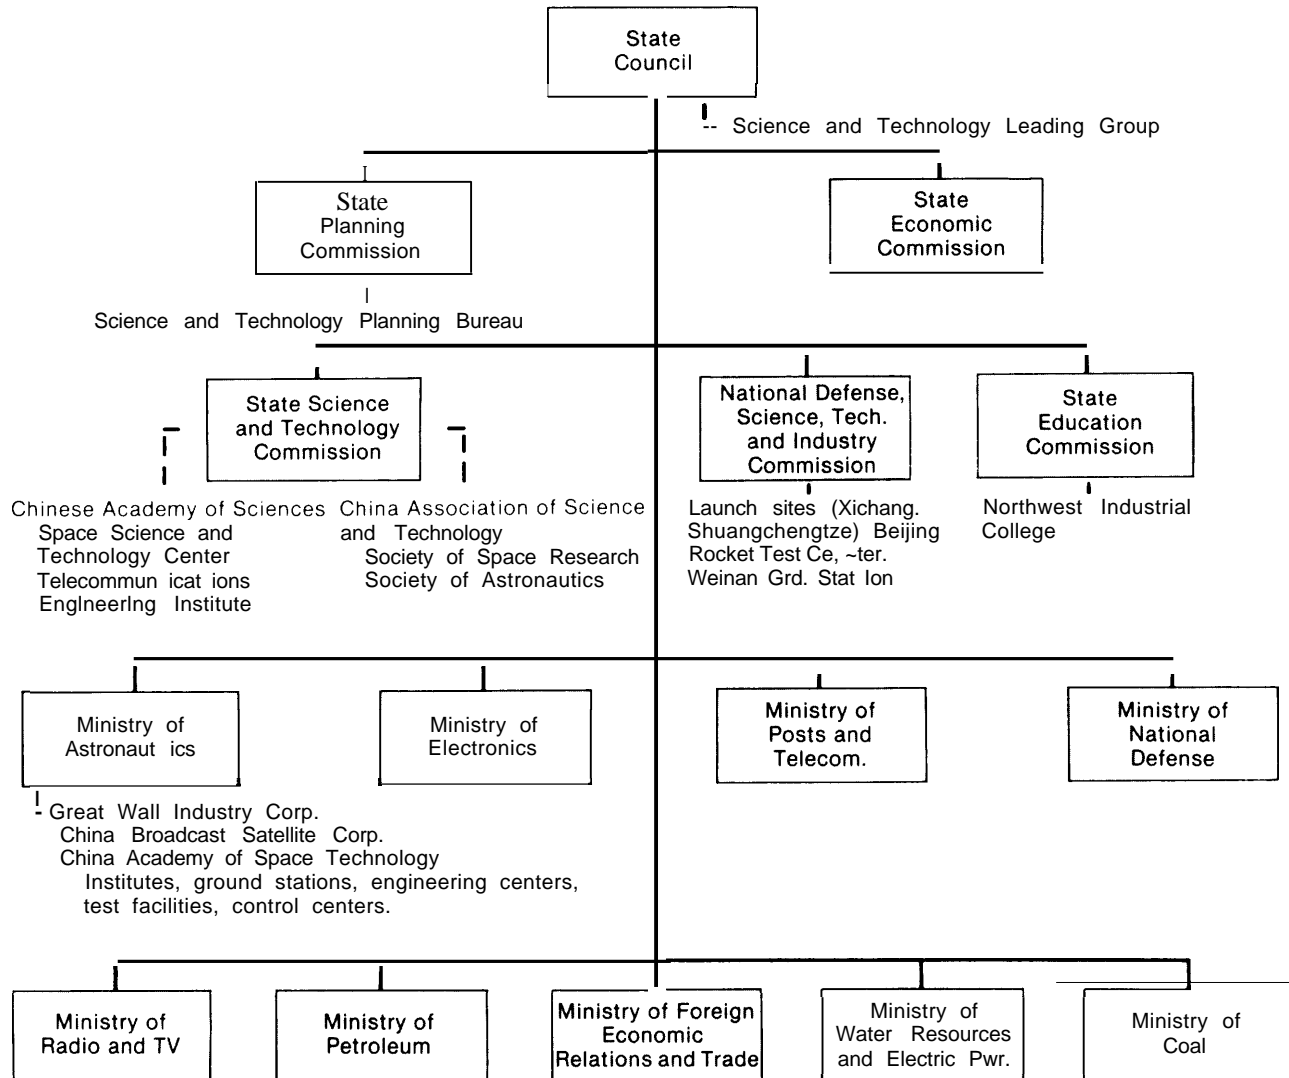 State
Council
-- Science and Technology Leading Group
State
Planning
Commission
State
Economic
Commission
Science and Technology Planning Bureau
State Science
and Technology
Commission
National Defense,
Science, Tech.
and Industry
Commission
State
Education
Commission
Chinese Academy of Sciences
Space Science and
Technology Center
Telecommun icat ions
EngIneerIng Institute
China Association of Science
and Technology
Society of Space Research
Society of Astronautics
Launch sites (Xichang.
Shuangchengtze) Beijing
Rocket Test Ce, ~ter.
Weinan Grd. Stat Ion
Northwest Industrial
College
Ministry of
Astronaut ics
Ministry of
Electronics
Ministry of
Posts and
Telecom.
Ministry of
National
Defense
- Great Wall Industry Corp.
China Broadcast Satellite Corp.
China Academy of Space Technology
Institutes, ground stations, engineering centers,
test facilities, control centers.
Ministry of
Radio and TV
Ministry of
Petroleum
Ministry of Foreign
Economic
Relations and Trade
Ministry of
Water Resources
and Electric Pwr.
Ministry of
Coal